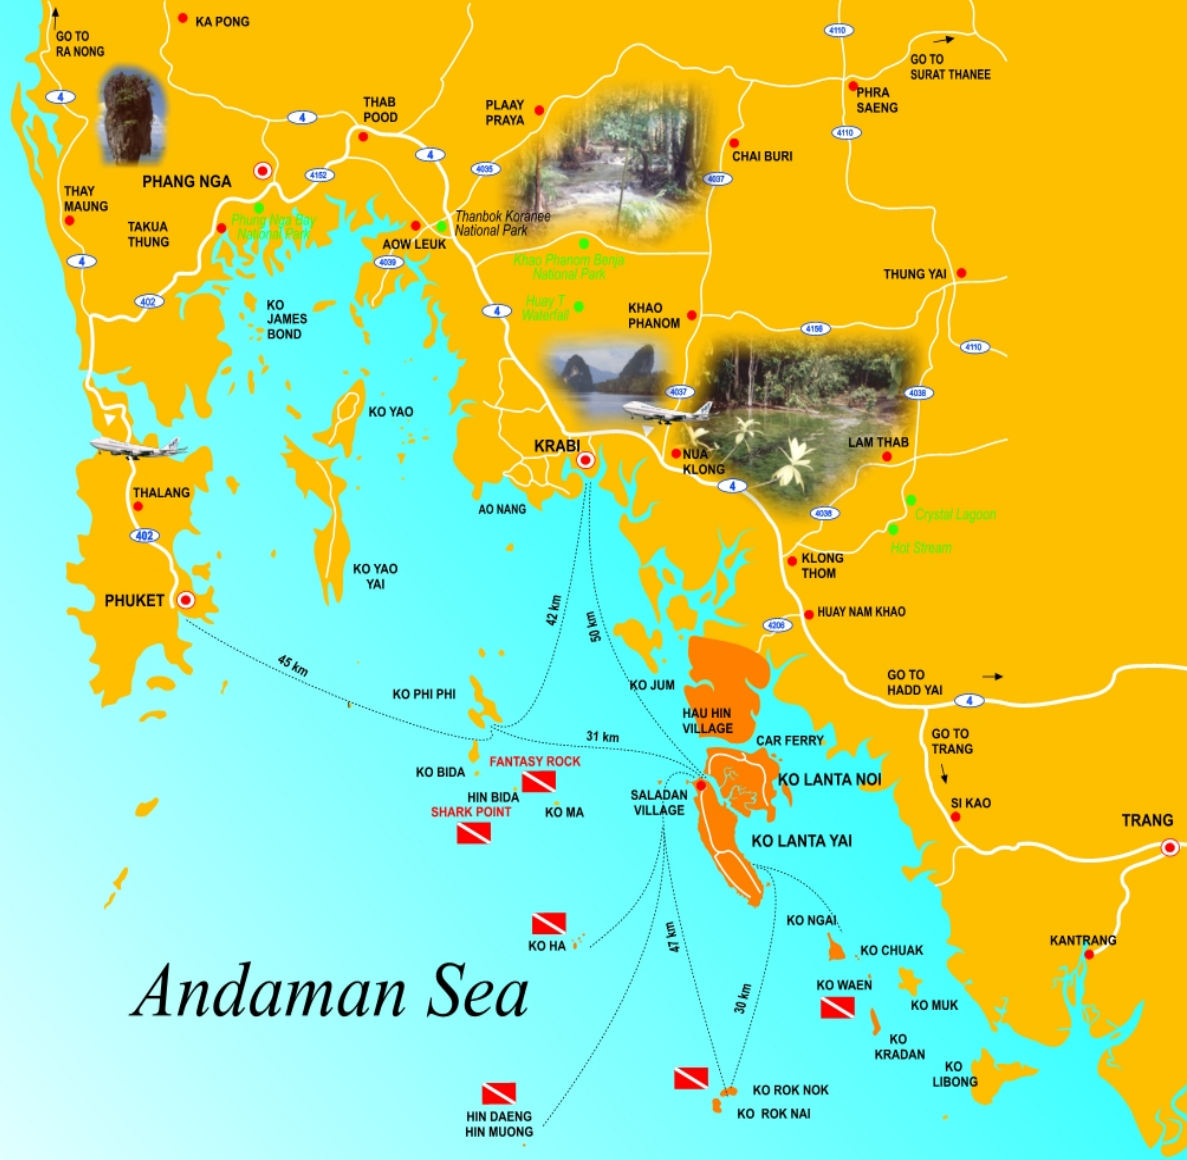 GO TO
RA NONG
KA PONG
4
THAB
POOD
4
PLAAY
PRAYA
4110
GO TO
SURAT THANEE
PHRA
SAENG
4110
CHAI BURI
4
4035
4037
PHANG NGA
4152
THAY
MAUNG
TAKUA
THUNG
Phung Nga Bay
National Park
Thanbok Koranee
National Park
AOW LEUK
4
4039
Khao Phanom Benja
National Park
THUNG YAI
402
KO
JAMES
BOND
4
Huay T
Waterfall
KHAO
PHANOM
4156
4110
4037
4038
KO YAO
KRABI
NUA
KLONG
LAM THAB
4
THALANG
402
AO NANG
4038
Crystal Lagoon
Hot Stream
KO YAO
YAI
KLONG
THOM
PHUKET
42 km
50 km
4206
HUAY NAM KHAO
45 km
KO PHI PHI
KO JUM
GO TO
HADD YAI
4
HAU HIN
VILLAGE
31 km
CAR FERRY
GO TO
TRANG
KO BIDA
FANTASY ROCK
KO LANTA NOI
HIN BIDA
SHARK POINT
KO MA
SALADAN
VILLAGE
SI KAO
TRANG
KO LANTA YAI
KO HA
47 km
KO NGAI
KO CHUAK
KANTRANG
Andaman Sea
30 km
KO WAEN
KO MUK
KO
KRADAN
KO
LIBONG
HIN DAENG
HIN MUONG
KO ROK NOK
KO ROK NAI